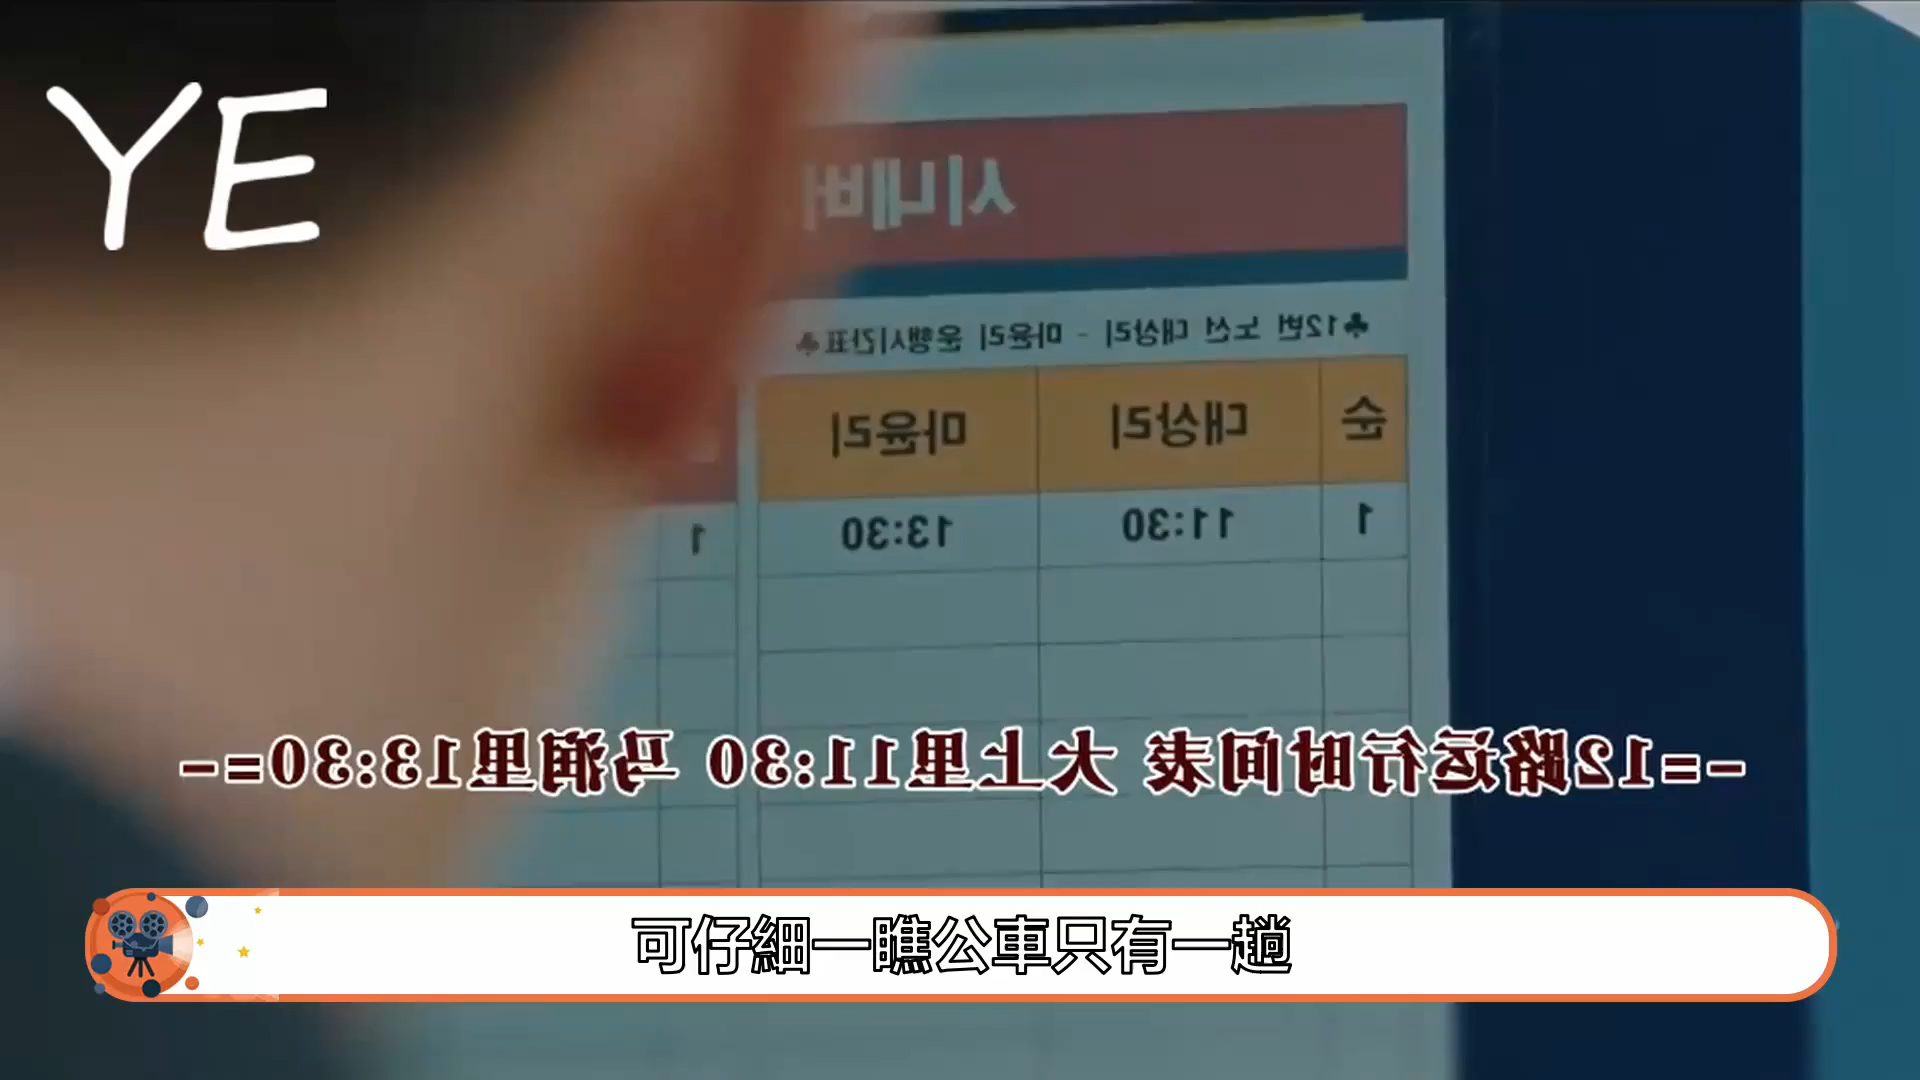 YE
시내버
♣12번 노선 대상리 - 마윤리 운행시간표♣
순 대상리 마윤리
1 11:30 13:30
1
-=12路运行时间表 大上里11:30 马润里13:30=-
可仔細一瞧公車只有一趟